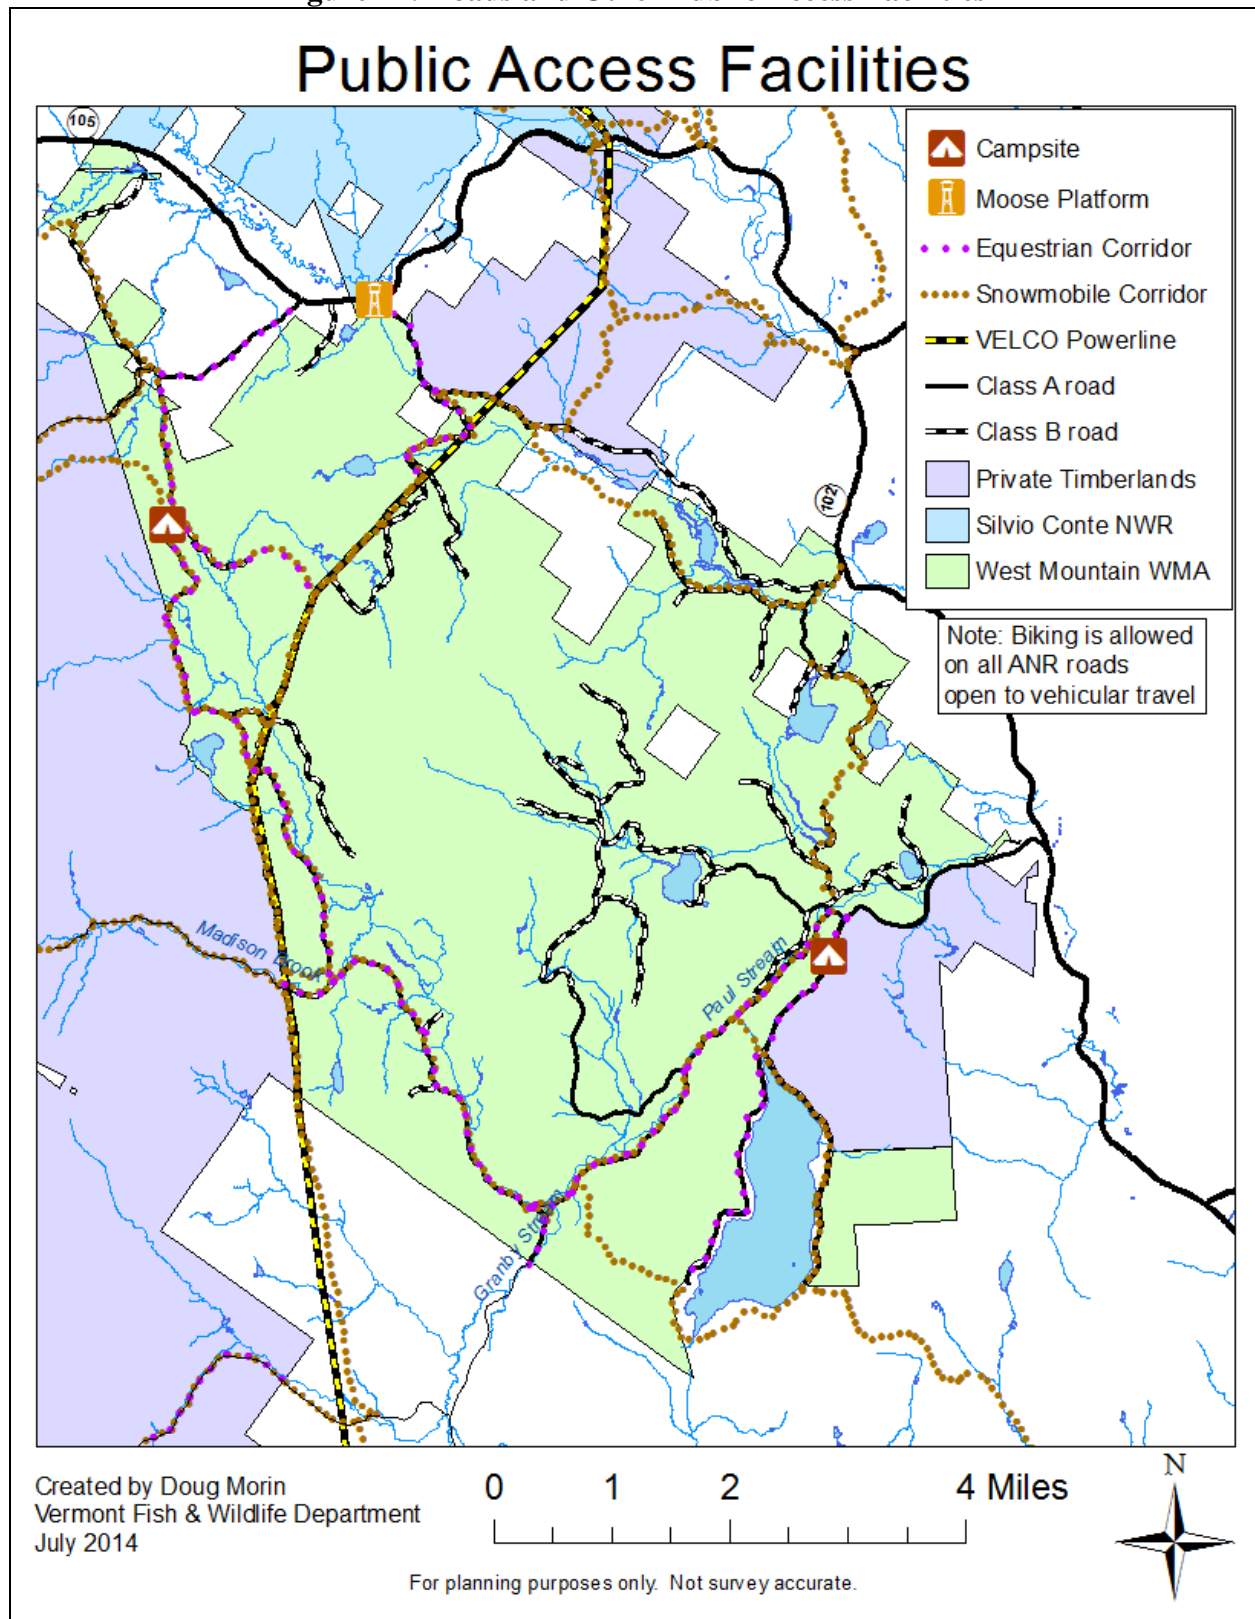 Public Access Facilities
105
Campsite
Moose Platform
Equestrian Corridor
Snowmobile Corridor
VELCO Powerline
Class A road
Class B road
Private Timberlands
Silvio Conte NWR
West Mountain WMA
102
Note: Biking is allowed
on all ANR roads
open to vehicular travel
Madison Brook
Paul Stream
Granby Stream
Created by Doug Morin
Vermont Fish & Wildlife Department
July 2014
0 1 2 4 Miles
N
For planning purposes only. Not survey accurate.